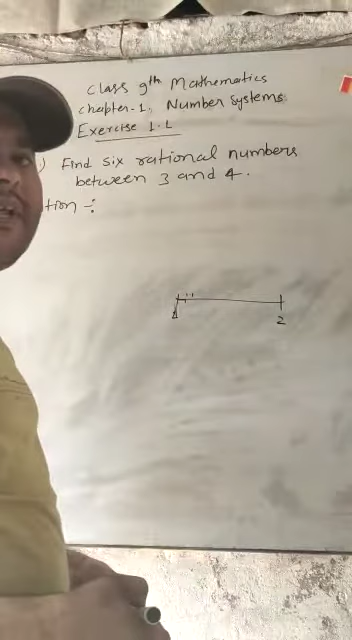 Class 9th Mathematics
chapter-1, Number Systems
Exercise 1.1
) Find six rational numbers
between 3 and 4.
tion :-
1 2